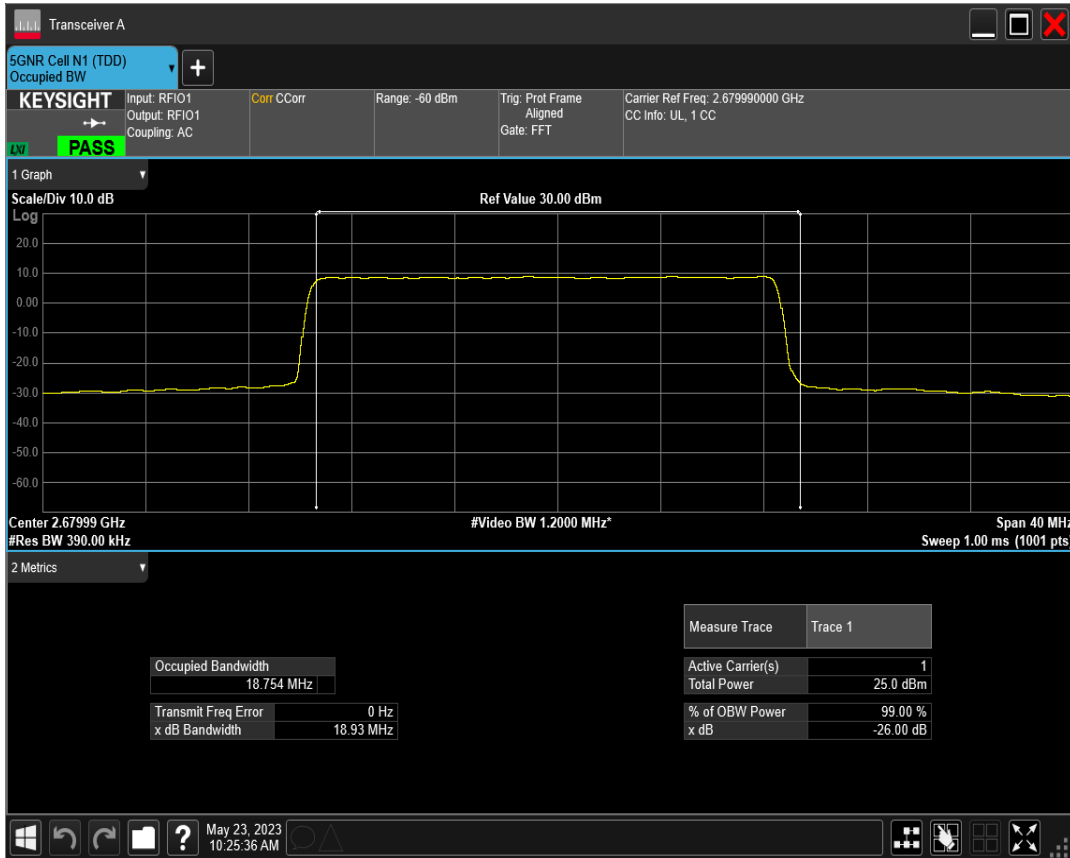 Transceiver A
5GNR Cell N1 (TDD)
Occupied BW
+
KEYSIGHT
LXI
PASS
Input: RFIO1
Output: RFIO1
Coupling: AC
Corr CCorr
Range: -60 dBm
Trig: Prot Frame
Aligned
Gate: FFT
Carrier Ref Freq: 2.679990000 GHz
CC Info: UL, 1 CC
1 Graph
Scale/Div 10.0 dB
Ref Value 30.00 dBm
Log
20.0
10.0
0.00
-10.0
-20.0
-30.0
-40.0
-50.0
-60.0
Center 2.67999 GHz
#Video BW 1.2000 MHz*
Span 40 MHz
#Res BW 390.00 kHz
Sweep 1.00 ms (1001 pts)
2 Metrics
Measure Trace Trace 1
Occupied Bandwidth
18.754 MHz
Active Carrier(s) 1
Total Power 25.0 dBm
Transmit Freq Error 0 Hz
x dB Bandwidth 18.93 MHz
% of OBW Power 99.00 %
x dB -26.00 dB
?
May 23, 2023
10:25:36 AM